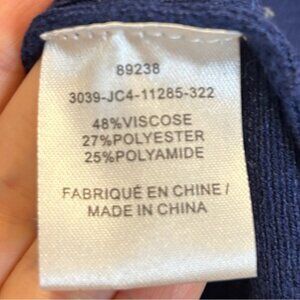 89238
3039-JC4-11285-322
48%VISCOSE
27%POLYESTER
25%POLYAMIDE
FABRIQUÉ EN CHINE /
MADE IN CHINA